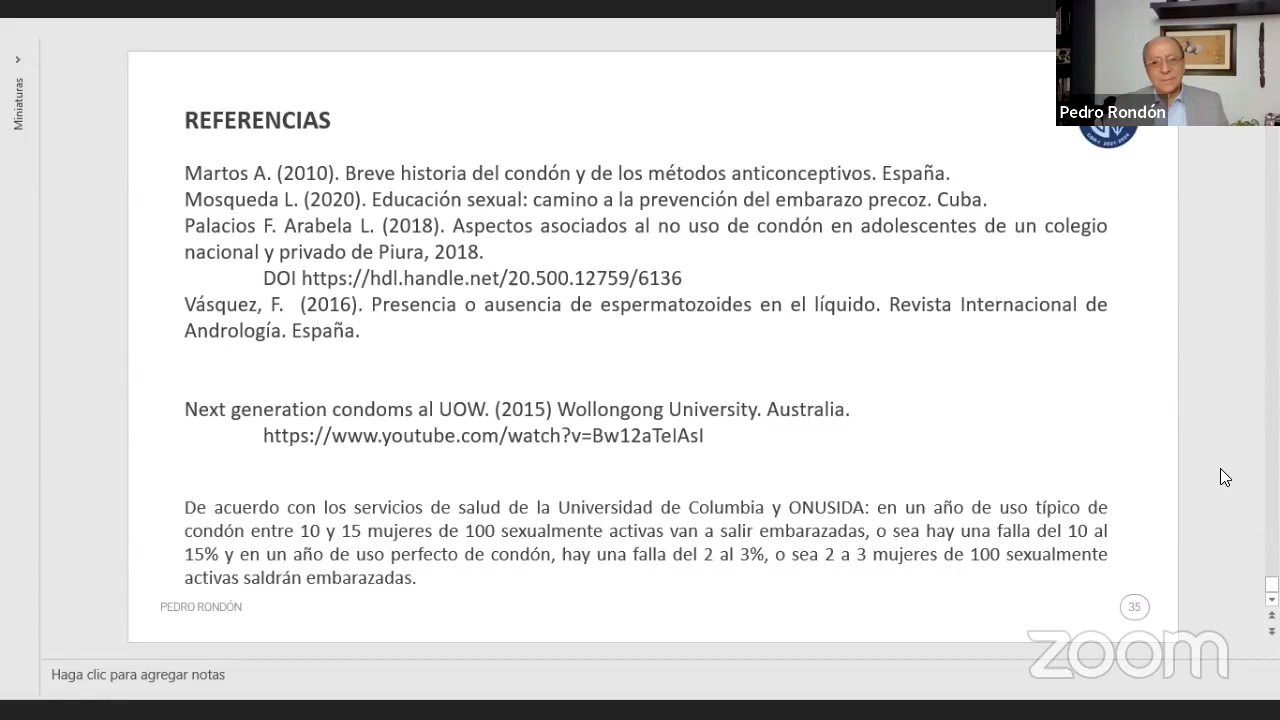 Miniaturas
Pedro Rondón
REFERENCIAS
Martos A. (2010). Breve historia del condón y de los métodos anticonceptivos. España.
Mosqueda L. (2020). Educación sexual: camino a la prevención del embarazo precoz. Cuba.
Palacios F. Arabela L. (2018). Aspectos asociados al no uso de condón en adolescentes de un colegio
nacional y privado de Piura, 2018.
DOI https://hdl.handle.net/20.500.12759/6136
Vásquez, F. (2016). Presencia o ausencia de espermatozoides en el líquido. Revista Internacional de
Andrología. España.
Next generation condoms al UOW. (2015) Wollongong University. Australia.
https://www.youtube.com/watch?v=Bw12aTeIAsI
De acuerdo con los servicios de salud de la Universidad de Columbia y ONUSIDA: en un año de uso típico de
condón entre 10 y 15 mujeres de 100 sexualmente activas van a salir embarazadas, o sea hay una falla del 10 al
15% y en un año de uso perfecto de condón, hay una falla del 2 al 3%, o sea 2 a 3 mujeres de 100 sexualmente
activas saldrán embarazadas.
PEDRO RONDÓN
35
zoom
Haga clic para agregar notas